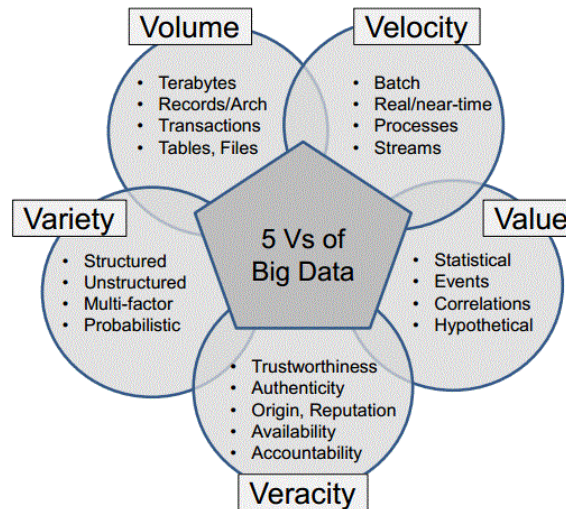 Volume
• Terabytes
• Records/Arch
• Transactions
• Tables, Files
Velocity
• Batch
• Real/near-time
• Processes
• Streams
Variety
• Structured
• Unstructured
• Multi-factor
• Probabilistic
5 Vs of
Big Data
Value
• Statistical
• Events
• Correlations
• Hypothetical
• Trustworthiness
• Authenticity
• Origin, Reputation
• Availability
• Accountability
Veracity